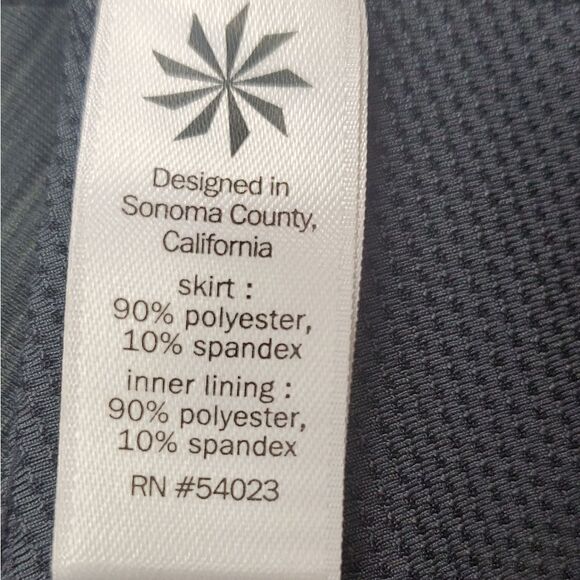 Designed in
Sonoma County,
California
skirt :
90% polyester,
10% spandex
inner lining :
90% polyester,
10% spandex
RN #54023